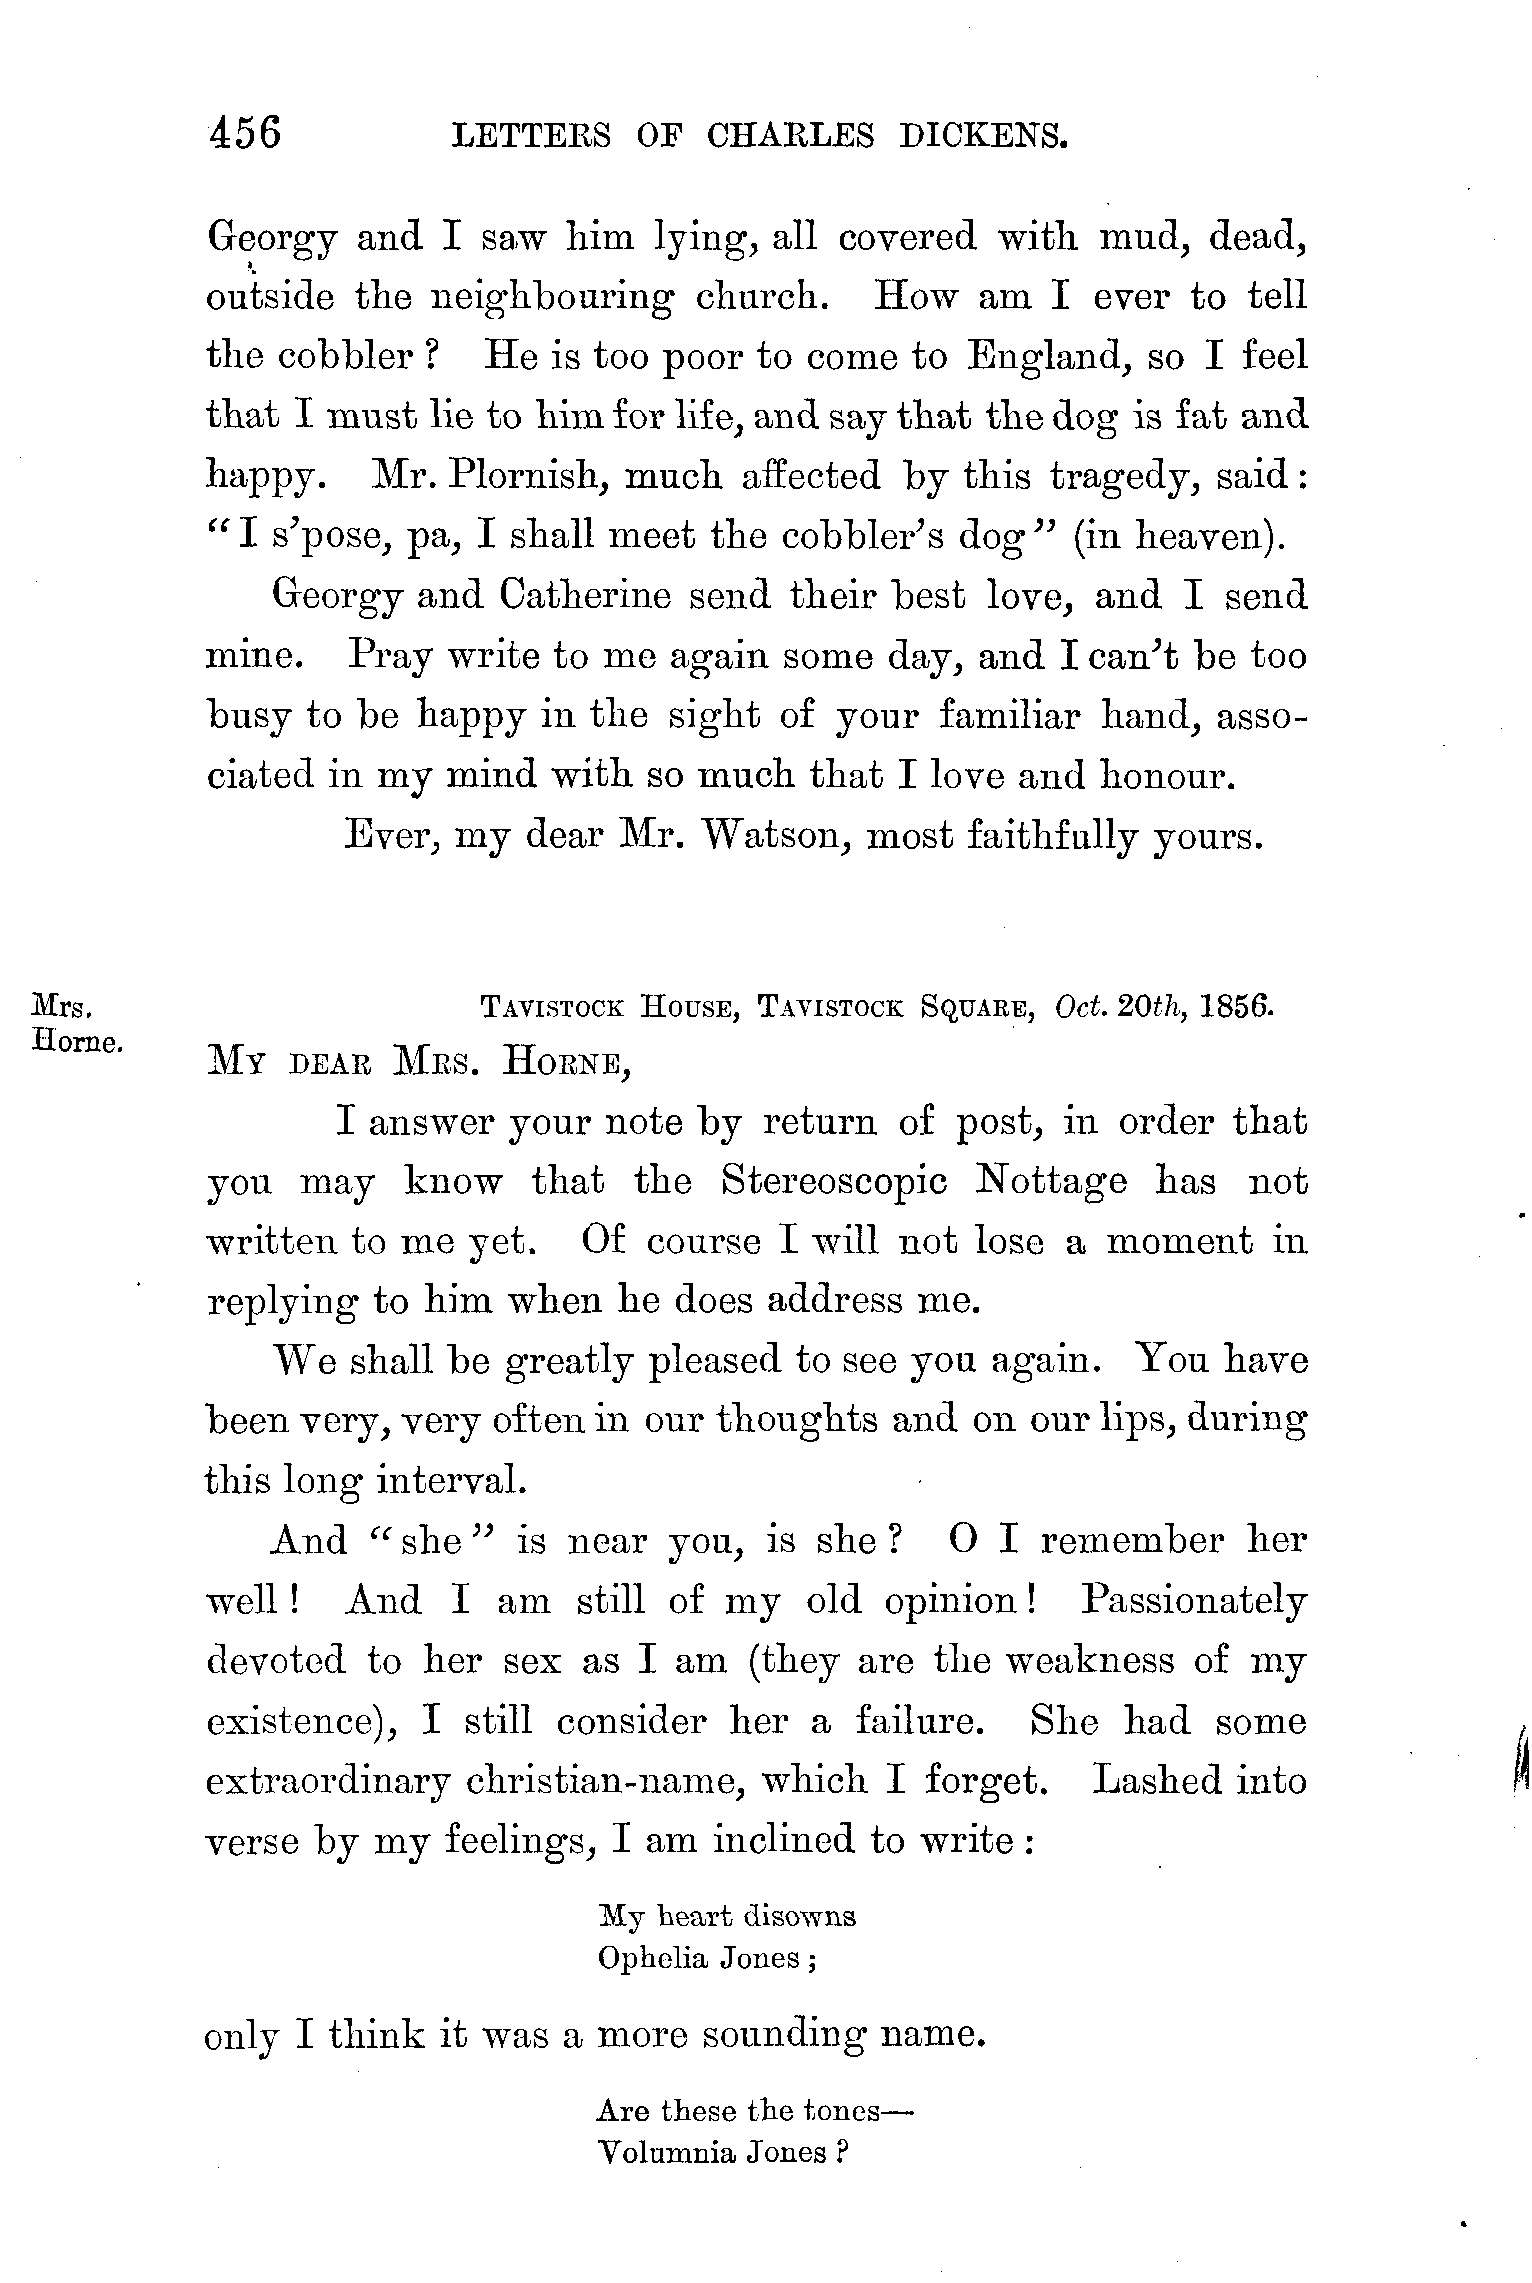 456 LETTERS OF CHARLES DICKENS.
Georgy and I saw him lying, all covered with mud, dead,
outside the neighbouring church. How am I ever to tell
the cobbler? He is too poor to come to England, so I feel
that I must lie to him for life, and say that the dog is fat and
happy. Mr. Plornish, much affected by this tragedy, said:
"I s'pose, pa, I shall meet the cobbler's dog" (in heaven).
Georgy and Catherine send their best love, and I send
mine. Pray write to me again some day, and I can't be too
busy to be happy in the sight of your familiar hand, asso-
ciated in my mind with so much that I love and honour.
Ever, my dear Mr. Watson, most faithfully yours.
Mrs.
Horne.
TAVISTOCK HOUSE, TAVISTOCK SQUARE, Oct. 20th, 1856.
MY DEAR MRS. HORNE,
I answer your note by return of post, in order that
you may know that the Stereoscopic Nottage has not
written to me yet. Of course I will not lose a moment in
replying to him when he does address me.
We shall be greatly pleased to see you again. You have
been very, very often in our thoughts and on our lips, during
this long interval.
And "she" is near you, is she? O I remember her
well! And I am still of my old opinion! Passionately
devoted to her sex as I am (they are the weakness of my
existence), I still consider her a failure. She had some
extraordinary christian-name, which I forget. Lashed into
verse by my feelings, I am inclined to write:
My heart disowns
Ophelia Jones;
only I think it was a more sounding name.
Are these the tones—
Volumnia Jones?